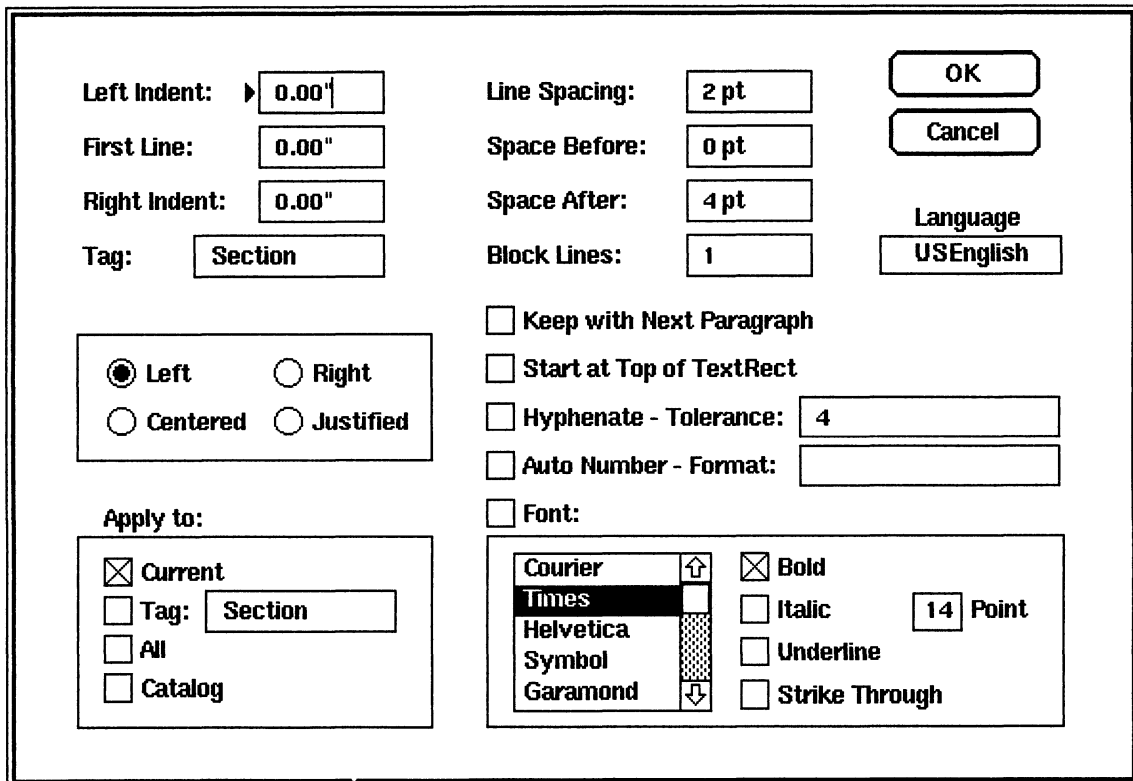 Left Indent: 0.00"
First Line: 0.00"
Right Indent: 0.00"
Tag: Section
Line Spacing: 2 pt
Space Before: 0 pt
Space After: 4 pt
Block Lines: 1
OK
Cancel
Language
USEnglish
Left
Right
Centered
Justified
Keep with Next Paragraph
Start at Top of TextRect
Hyphenate - Tolerance: 4
Auto Number - Format:
Font:
Apply to:
Current
Tag: Section
All
Catalog
Courier
Times
Helvetica
Symbol
Garamond
Bold
Italic
14 Point
Underline
Strike Through